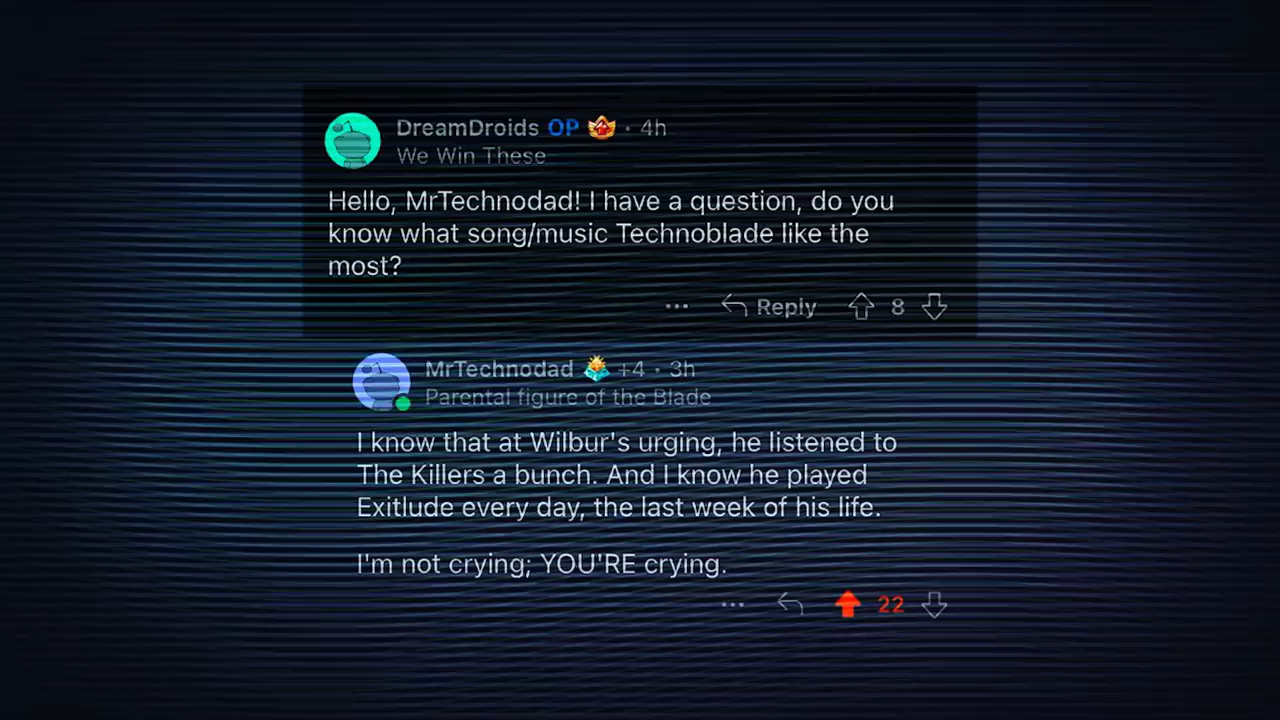 DreamDroids OP · 4h
We Win These
Hello, MrTechnodad! I have a question, do you
know what song/music Technoblade like the
most?
... Reply 8
MrTechnodad +4 · 3h
Parental figure of the Blade
I know that at Wilbur's urging, he listened to
The Killers a bunch. And I know he played
Exitlude every day, the last week of his life.
I'm not crying; YOU'RE crying.
... 22